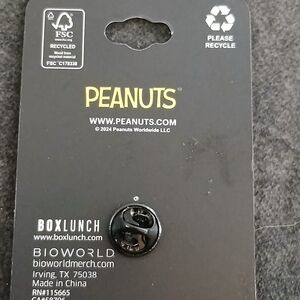 FSC
RECYCLED
FSC® C178338
PLEASE
RECYCLE
PEANUTS
WWW.PEANUTS.COM
© 2024 Peanuts Worldwide LLC
BOXLUNCH
www.boxlunch.com
BIOWORLD
bioworldmerch.com
Irving, TX 75038
Made in China
RN#115665